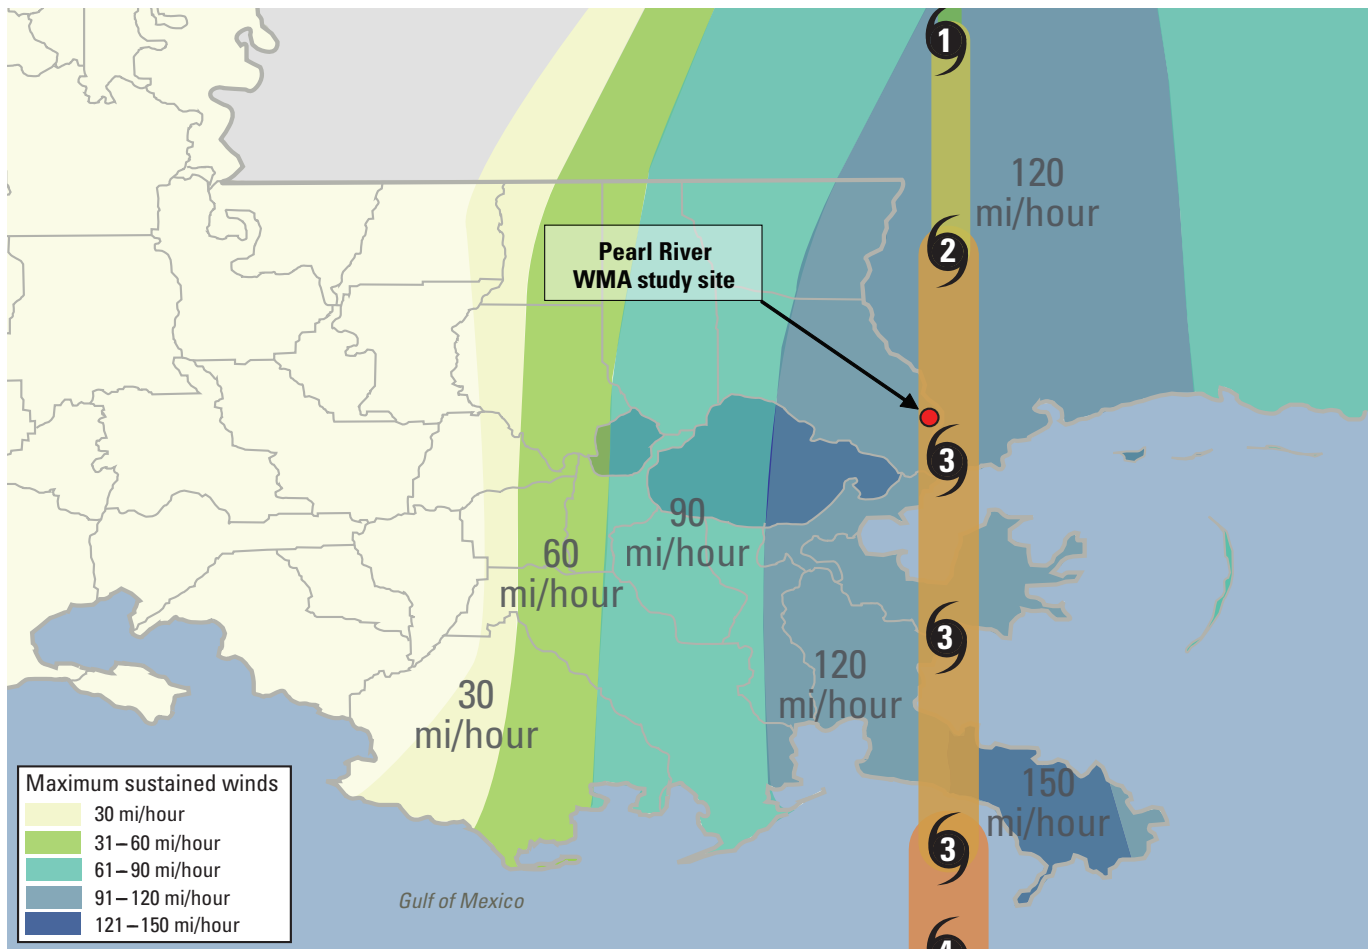 1
120
mi/hour
2
Pearl River
WMA study site
3
90
mi/hour
60
mi/hour
3
120
mi/hour
30
mi/hour
150
mi/hour
3
4
Maximum sustained winds
30 mi/hour
31–60 mi/hour
61–90 mi/hour
91–120 mi/hour
121–150 mi/hour
Gulf of Mexico